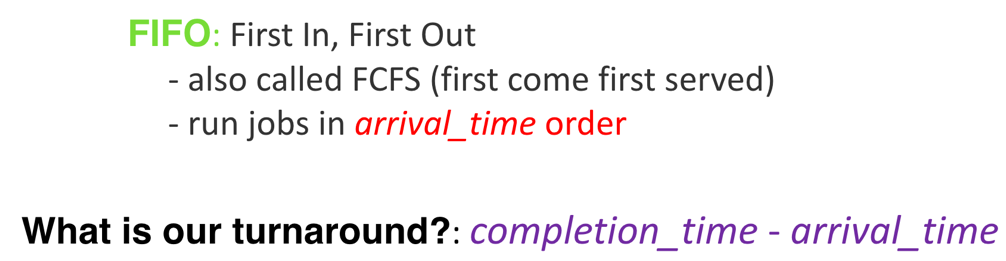 FIFO: First In, First Out
- also called FCFS (first come first served)
- run jobs in arrival_time order
What is our turnaround?: completion_time - arrival_time